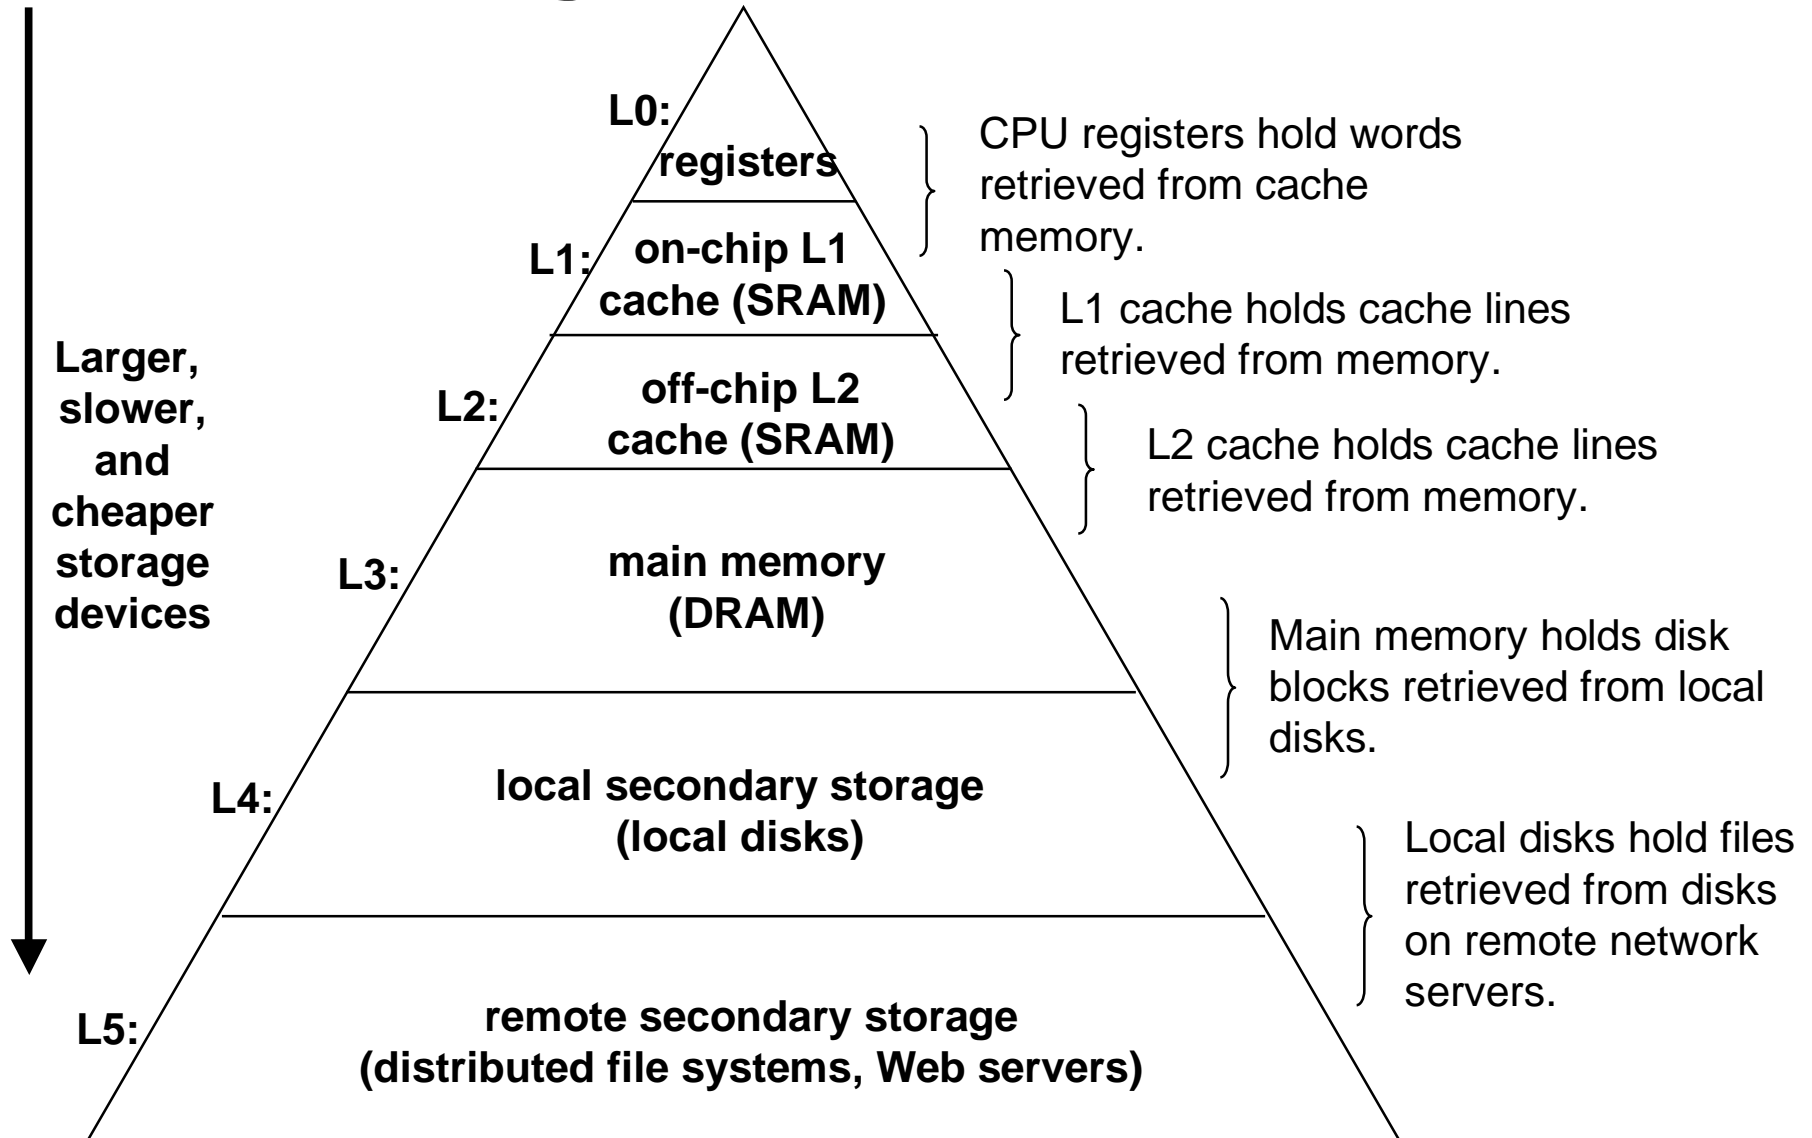 L0:
registers
CPU registers hold words
retrieved from cache
memory.
L1:
on-chip L1
cache (SRAM)
L1 cache holds cache lines
retrieved from memory.
Larger,
slower,
and
cheaper
storage
devices
L2:
off-chip L2
cache (SRAM)
L2 cache holds cache lines
retrieved from memory.
L3:
main memory
(DRAM)
Main memory holds disk
blocks retrieved from local
disks.
L4:
local secondary storage
(local disks)
Local disks hold files
retrieved from disks
on remote network
servers.
L5:
remote secondary storage
(distributed file systems, Web servers)